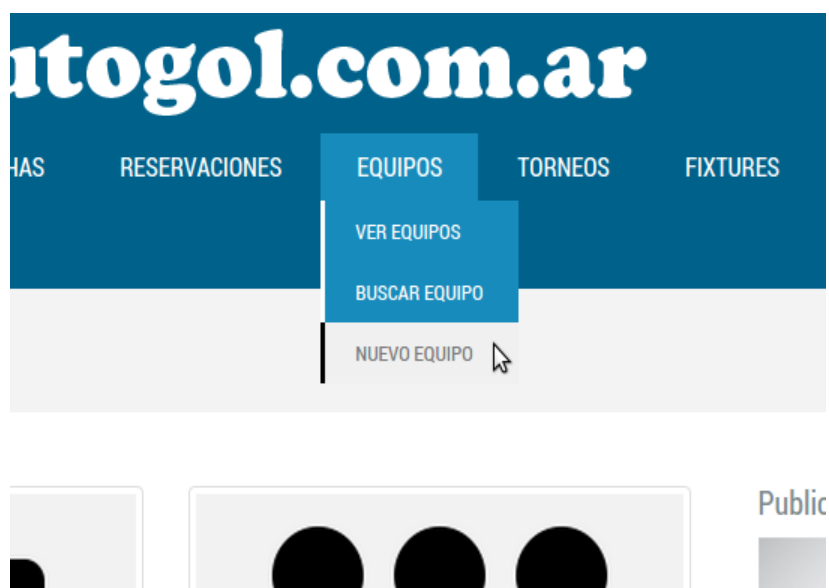 utogol.com.ar
HAS RESERVACIONES EQUIPOS TORNEOS FIXTURES
VER EQUIPOS
BUSCAR EQUIPO
NUEVO EQUIPO
Public